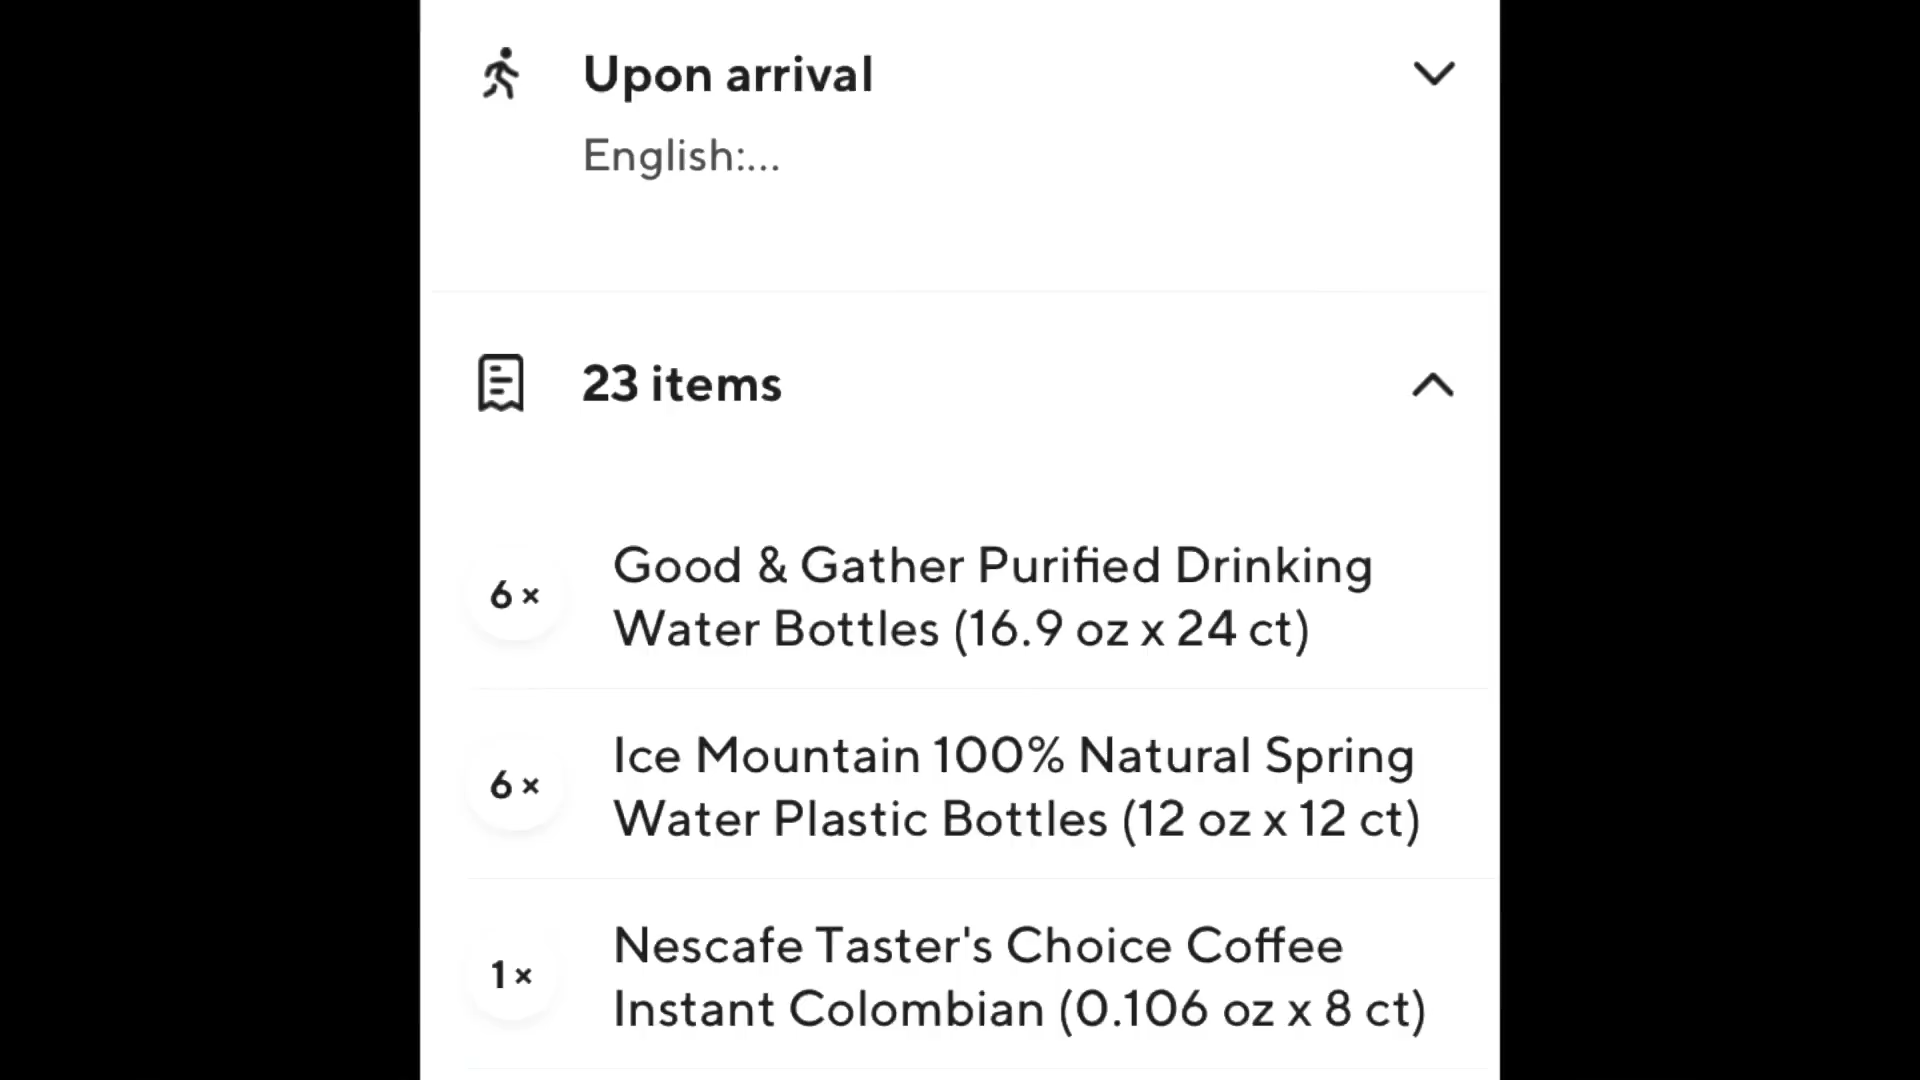 Upon arrival
English:...
23 items
6 ×
Good & Gather Purified Drinking
Water Bottles (16.9 oz x 24 ct)
6 ×
Ice Mountain 100% Natural Spring
Water Plastic Bottles (12 oz x 12 ct)
1 ×
Nescafe Taster's Choice Coffee
Instant Colombian (0.106 oz x 8 ct)